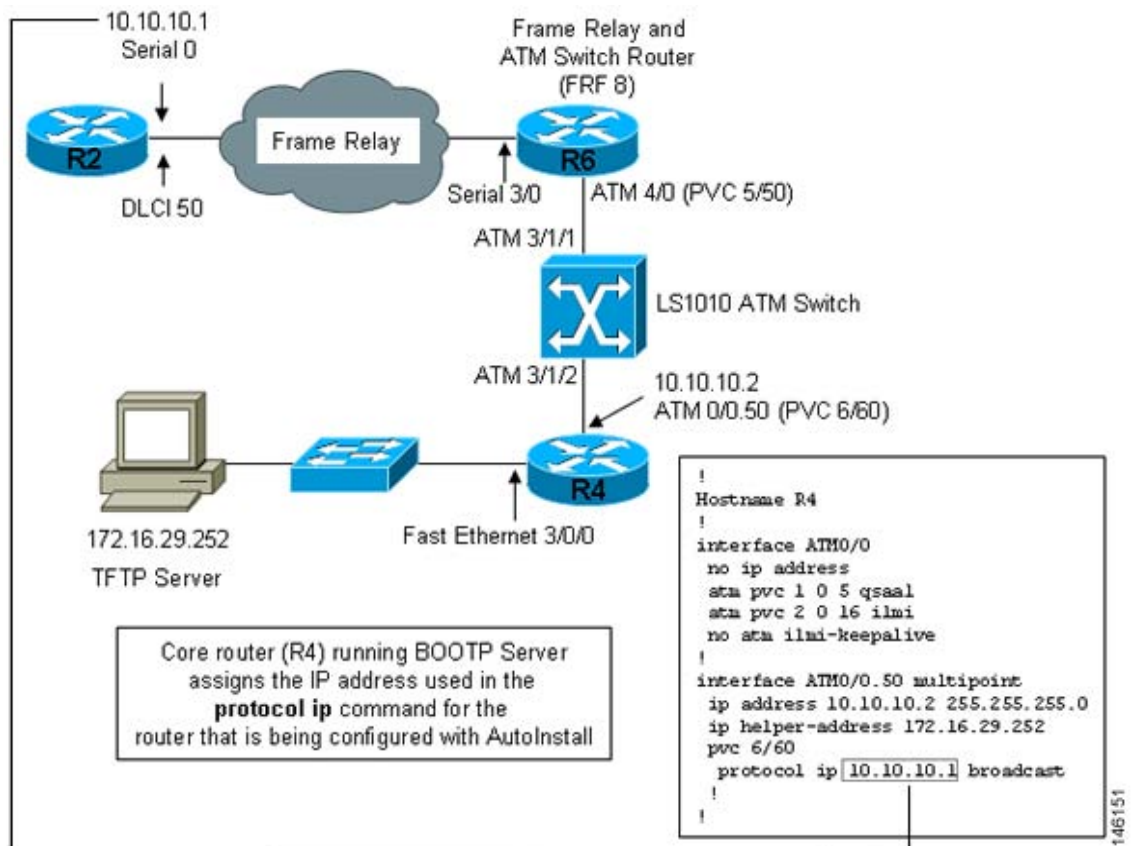 10.10.10.1
Serial 0
Frame Relay and
ATM Switch Router
(FRF 8)
R2
Frame Relay
R6
DLCI 50
Serial 3/0
ATM 4/0 (PVC 5/50)
ATM 3/1/1
LS1010 ATM Switch
ATM 3/1/2
10.10.10.2
ATM 0/0.50 (PVC 6/60)
R4
172.16.29.252
TFTP Server
Fast Ethernet 3/0/0
Core router (R4) running BOOTP Server
assigns the IP address used in the
protocol ip command for the
router that is being configured with AutoInstall
!
Hostname R4
!
interface ATM0/0
no ip address
atm pvc 1 0 5 qsaal
atm pvc 2 0 16 ilmi
no atm ilmi-keepalive
!
interface ATM0/0.50 multipoint
ip address 10.10.10.2 255.255.255.0
ip helper-address 172.16.29.252
pvc 6/60
protocol ip 10.10.10.1 broadcast
!
!
146151